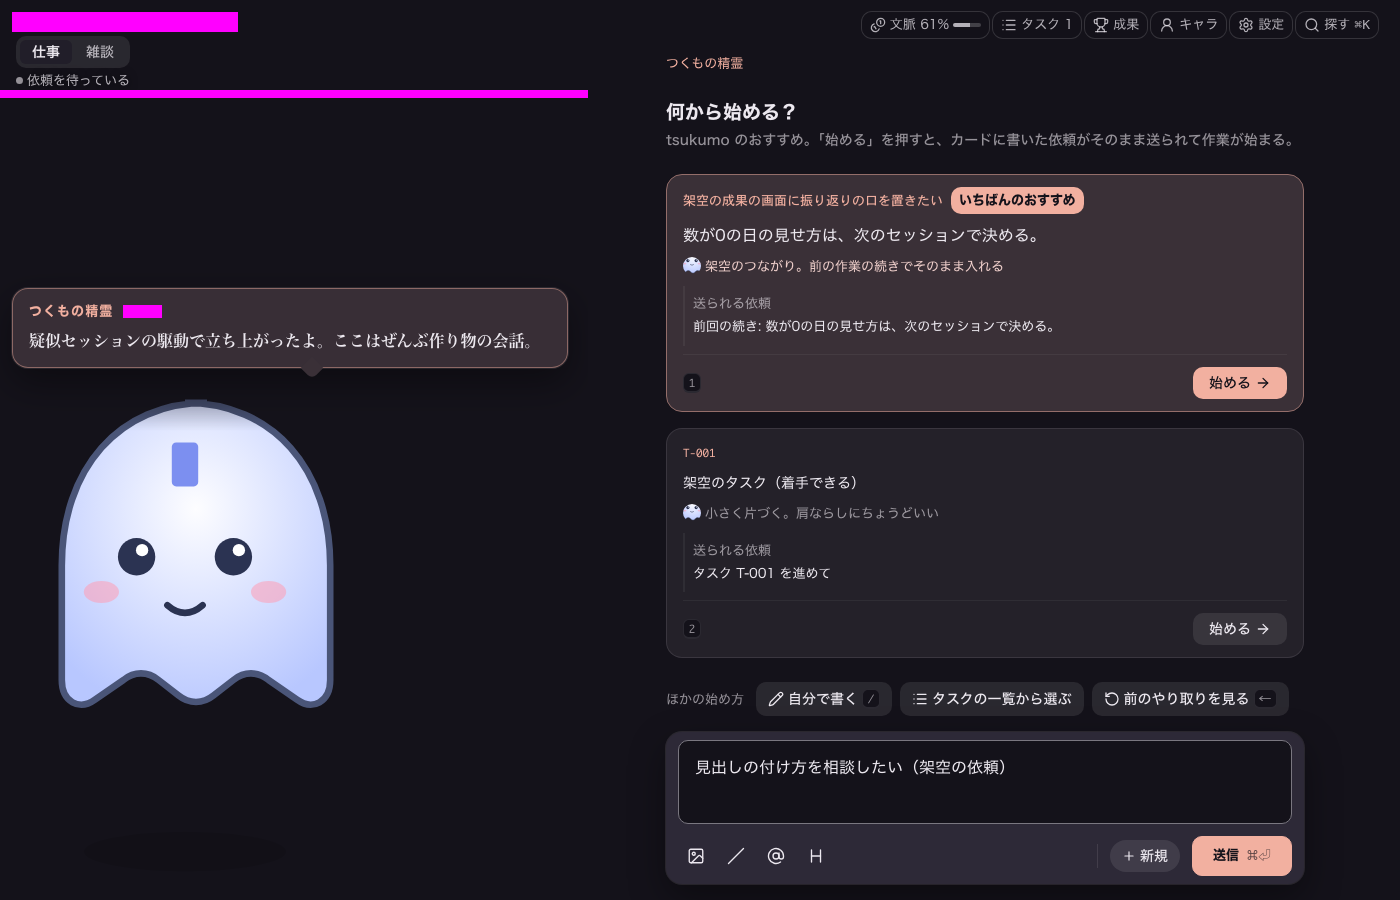 仕事 雑談
依頼を待っている
文脈 61% タスク 1 成果 キャラ 設定 探す ⌘K
つくもの精霊
疑似セッションの駆動で立ち上がったよ。ここはぜんぶ作り物の会話。
つくもの精霊
何から始める?
tsukumo のおすすめ。「始める」を押すと、カードに書いた依頼がそのまま送られて作業が始まる。
架空の成果の画面に振り返りの口を置きたい いちばんのおすすめ
数が0の日の見せ方は、次のセッションで決める。
架空のつながり。前の作業の続きでそのまま入れる
送られる依頼
前回の続き: 数が0の日の見せ方は、次のセッションで決める。
1 始める →
T-001
架空のタスク（着手できる）
小さく片づく。肩ならしにちょうどいい
送られる依頼
タスク T-001 を進めて
2 始める →
ほかの始め方 自分で書く / タスクの一覧から選ぶ 前のやり取りを見る ←
見出しの付け方を相談したい（架空の依頼）
@ H + 新規 送信 ⌘⏎